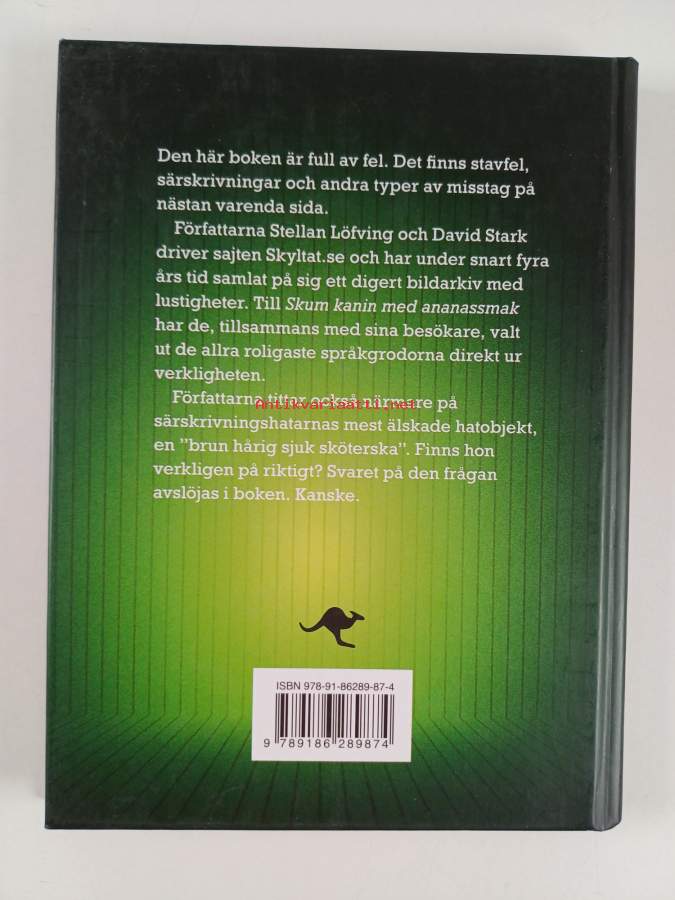 Den här boken är full av fel. Det finns stavfel,
särskrivningar och andra typer av misstag på
nästan varenda sida.
Författarna Stellan Löfving och David Stark
driver sajten Skyltat.se och har under snart fyra
års tid samlat på sig ett digert bildarkiv med
lustigheter. Till Skum kanin med ananassmak
har de, tillsammans med sina besökare, valt
ut de allra roligaste språkgrodorna direkt ur
verkligheten.
Författarna tittar också närmare på
Antikvariaatti.net
särskrivningshatarnas mest älskade hatobjekt,
en ”brun hårig sjuk sköterska”. Finns hon
verkligen på riktigt? Svaret på den frågan
avslöjas i boken. Kanske.
ISBN 978-91-86289-87-4
9 789186 289874